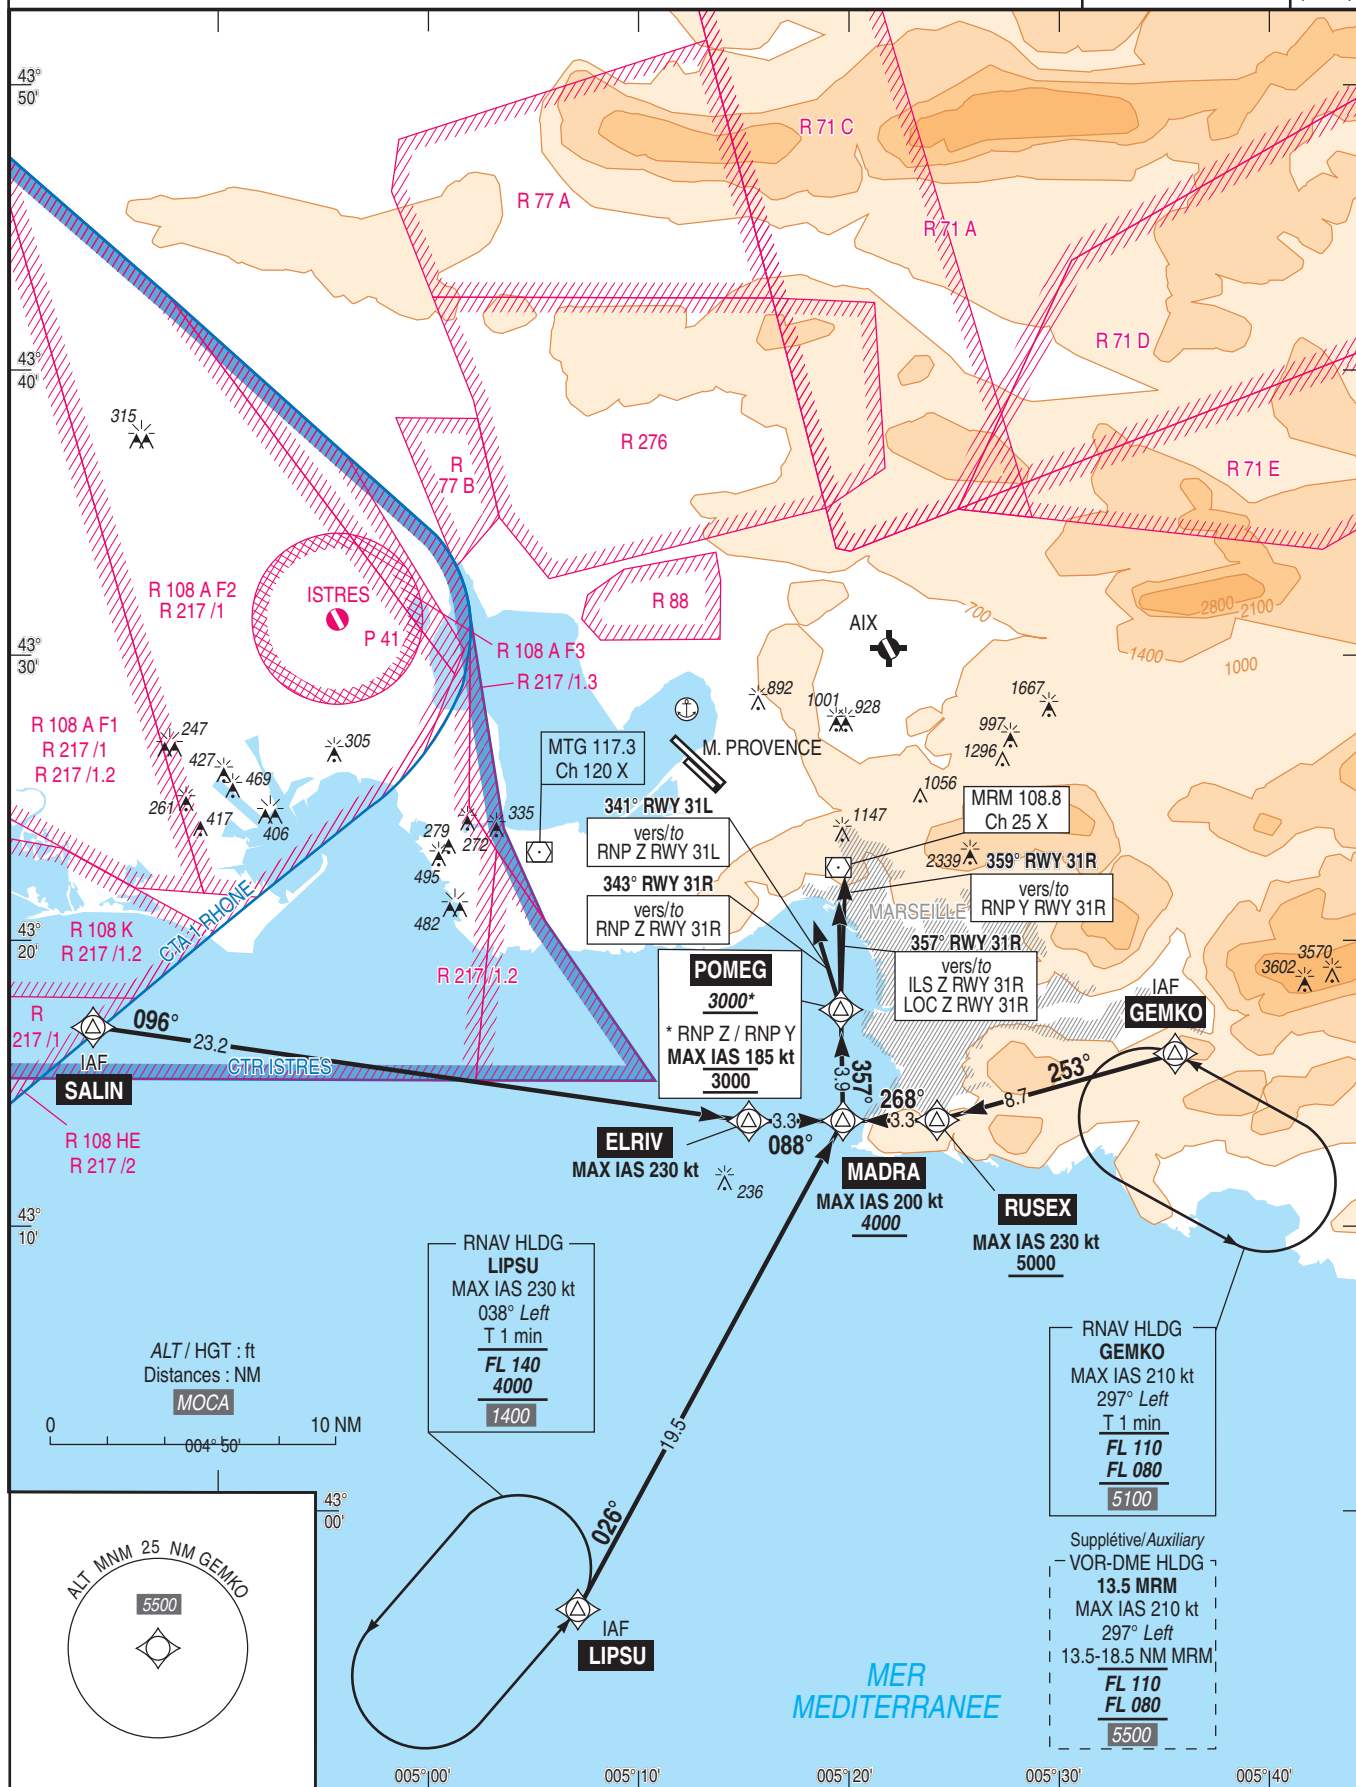 43°
50'
R 71 C
R 77 A
R 71 A
R 71 D
43°
40'
315
R 276
R
77 B
R 71 E
R 108 A F2
R 217 /1
ISTRES
P 41
R 88
700
2800
2100
1400
1000
AIX
43°
30'
R 108 A F3
R 217 /1.3
892
1001
928
1667
997
1296
1056
R 108 A F1
R 217 /1
R 217 /1.2
247
427
469
261
417
406
305
MTG 117.3
Ch 120 X
M. PROVENCE
341° RWY 31L
vers/to
RNP Z RWY 31L
343° RWY 31R
vers/to
RNP Z RWY 31R
279
272
335
495
482
1147
MRM 108.8
Ch 25 X
2339
359° RWY 31R
vers/to
RNP Y RWY 31R
MARSEILLE
357° RWY 31R
vers/to
ILS Z RWY 31R
LOC Z RWY 31R
43°
20'
R 108 K
R 217 /1.2
CTA 1 RHONE
R 217 /1.2
3602
3570
POMEG
3000*
* RNP Z / RNP Y
MAX IAS 185 kt
3000
IAF
GEMKO
R
217 /1
096°
23.2
IAF
SALIN
CTR ISTRES
R 108 HE
R 217 /2
357°
3.9
253°
8.7
268°
3.3
3.3
088°
ELRIV
MAX IAS 230 kt
236
MADRA
MAX IAS 200 kt
4000
RUSEX
MAX IAS 230 kt
5000
43°
10'
RNAV HLDG
LIPSU
MAX IAS 230 kt
038° Left
T 1 min
FL 140
4000
1400
ALT / HGT : ft
Distances : NM
MOCA
0
10 NM
004° 50'
RNAV HLDG
GEMKO
MAX IAS 210 kt
297° Left
T 1 min
FL 110
FL 080
5100
19.5
026°
43°
00'
ALT MNM 25 NM GEMKO
5500
IAF
LIPSU
Supplétive/Auxiliary
VOR-DME HLDG
13.5 MRM
MAX IAS 210 kt
297° Left
13.5-18.5 NM MRM
FL 110
FL 080
5500
MER
MEDITERRANEE
005° 00'
005° 10'
005° 20'
005° 30'
005° 40'